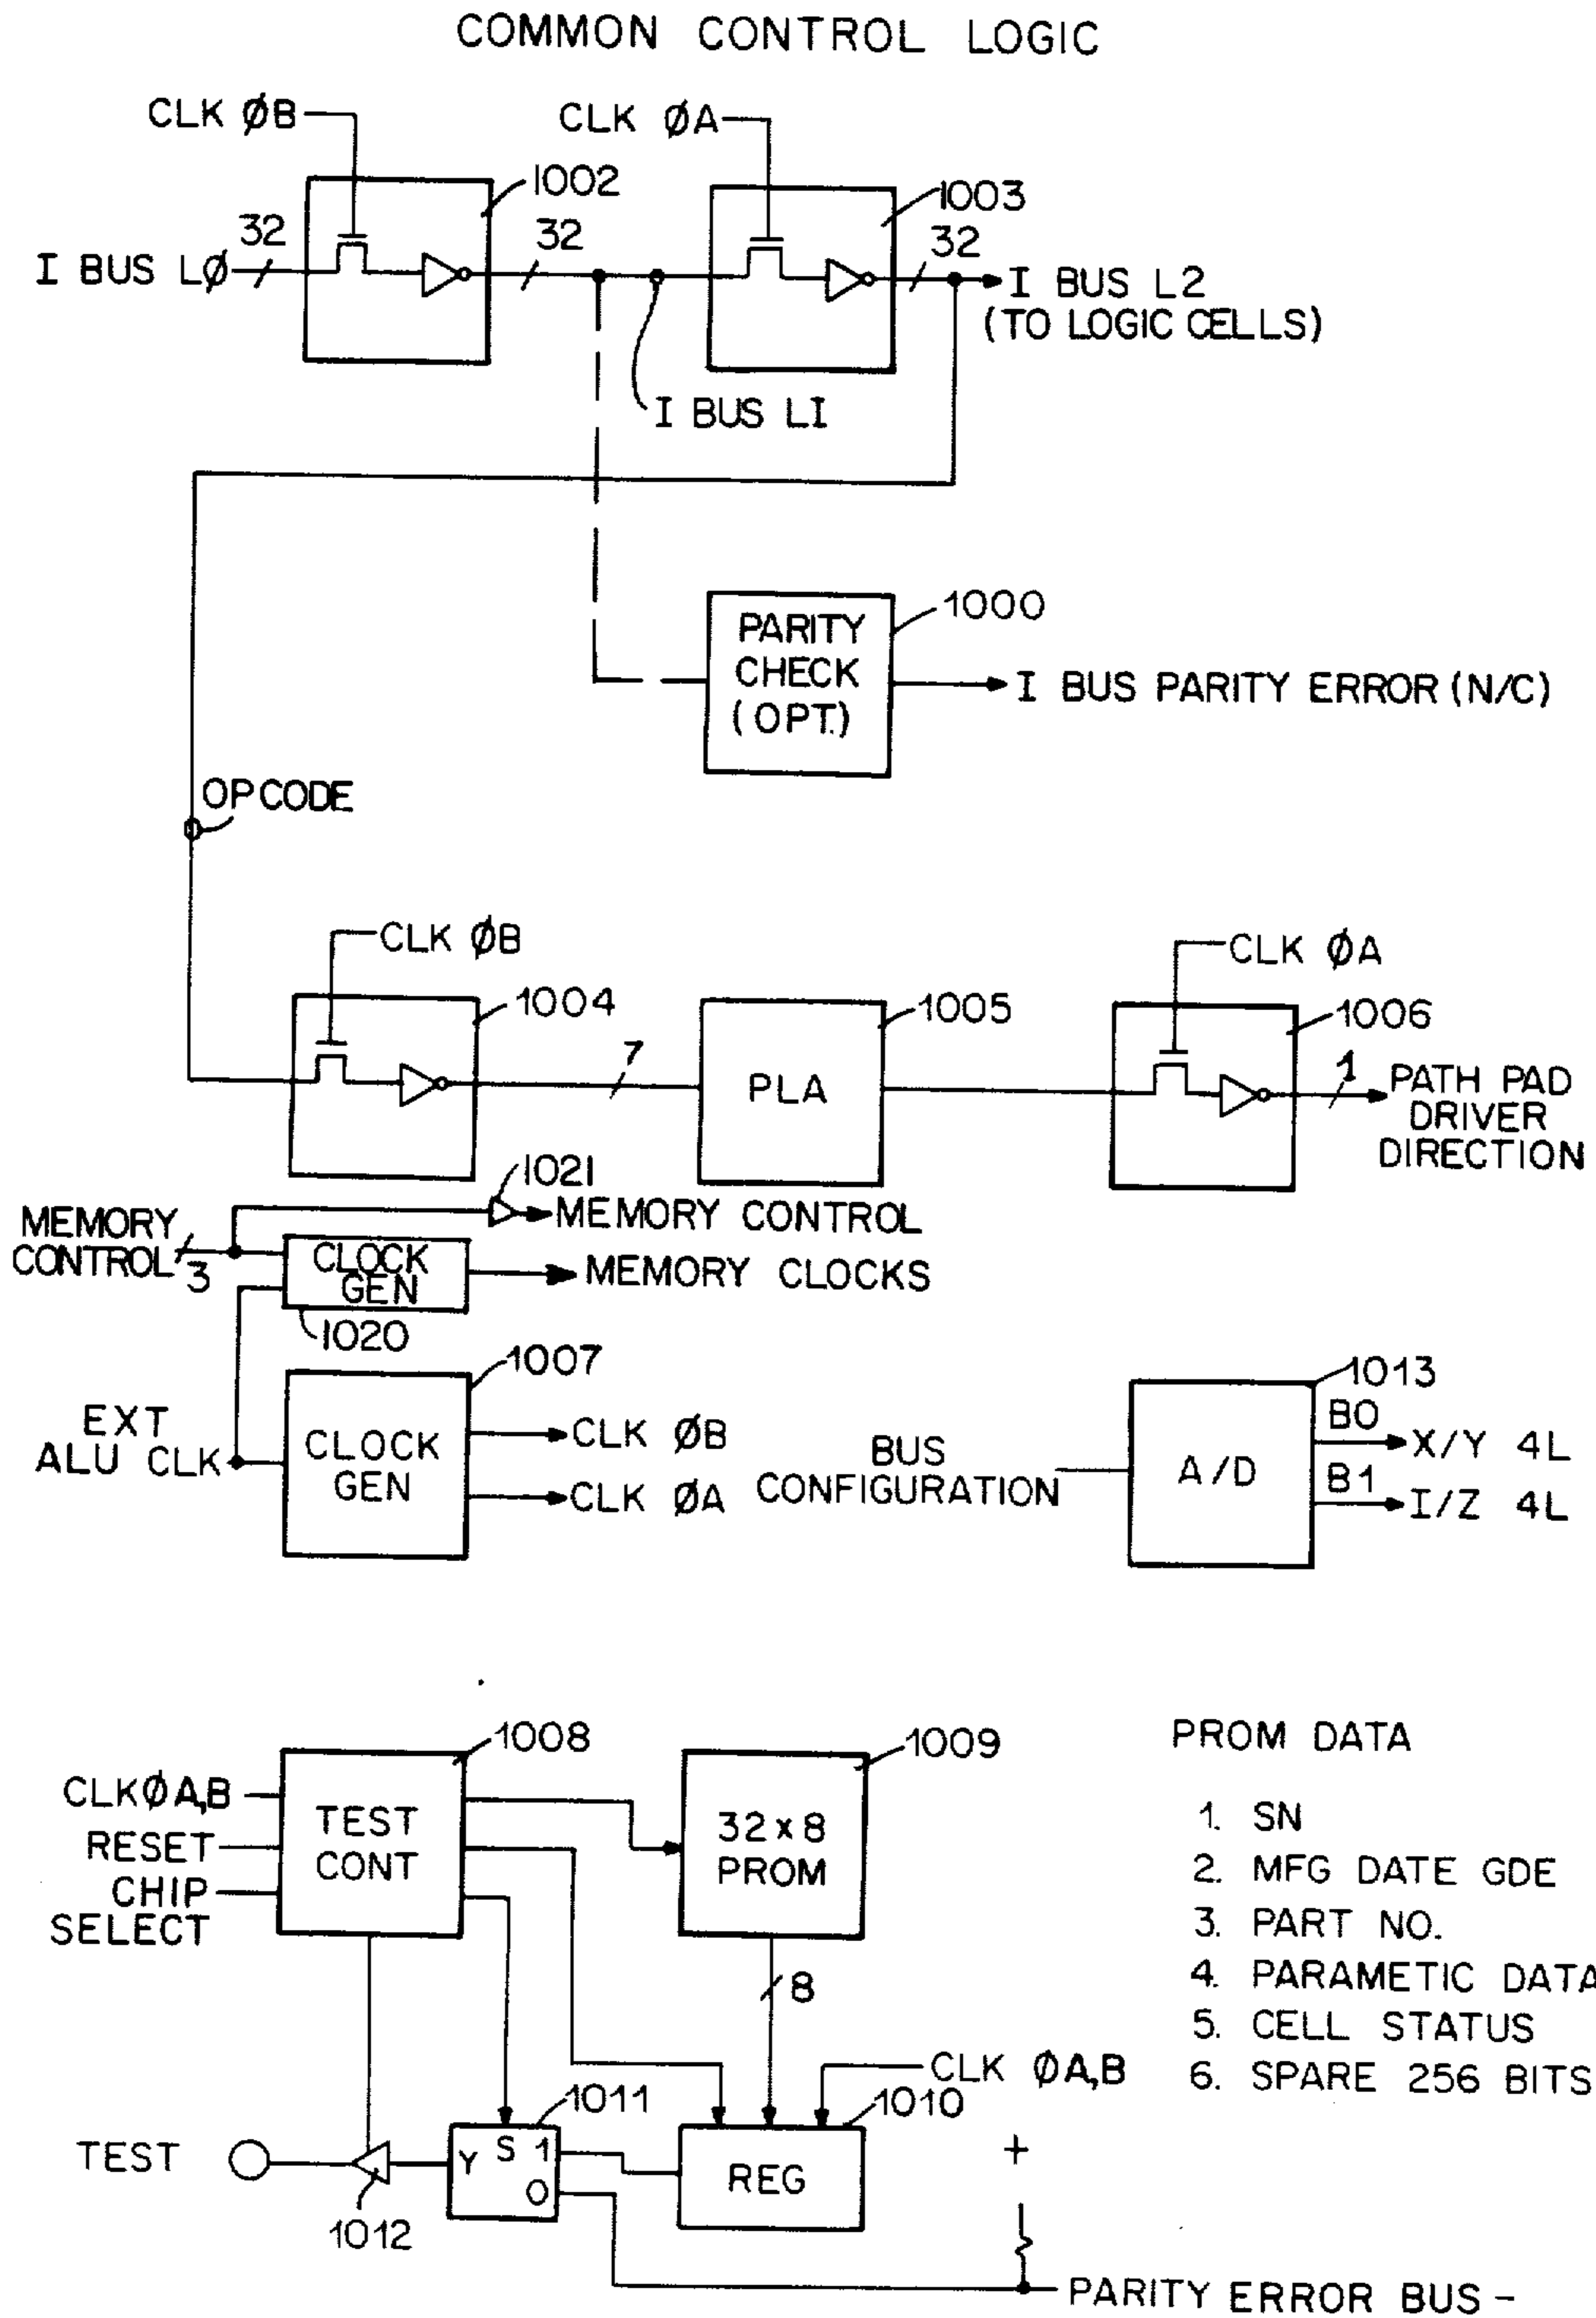 COMMON CONTROL LOGIC
CLK ØB
CLK ØA
1002
1003
32
32
32
I BUS LØ
I BUS L2
(TO LOGIC CELLS)
I BUS LI
1000
PARITY
CHECK
(OPT.)
I BUS PARITY ERROR (N/C)
OPCODE
CLK ØB
CLK ØA
1004
1005
1006
7
PLA
1
PATH PAD
DRIVER
DIRECTION
1021
MEMORY CONTROL
MEMORY
CONTROL
3
CLOCK
GEN
MEMORY CLOCKS
1020
1007
1013
EXT
ALU CLK
CLOCK
GEN
CLK ØB
CLK ØA
BUS
CONFIGURATION
A/D
B0
X/Y 4L
B1
I/Z 4L
1008
1009
PROM DATA
CLKØA,B
RESET
CHIP
SELECT
TEST
CONT
32x8
PROM
1. SN
2. MFG DATE GDE
3. PART NO.
4. PARAMETIC DATA
5. CELL STATUS
6. SPARE 256 BITS
8
CLK ØA,B
1011
1010
TEST
Y S 1
0
REG
+
1012
PARITY ERROR BUS -